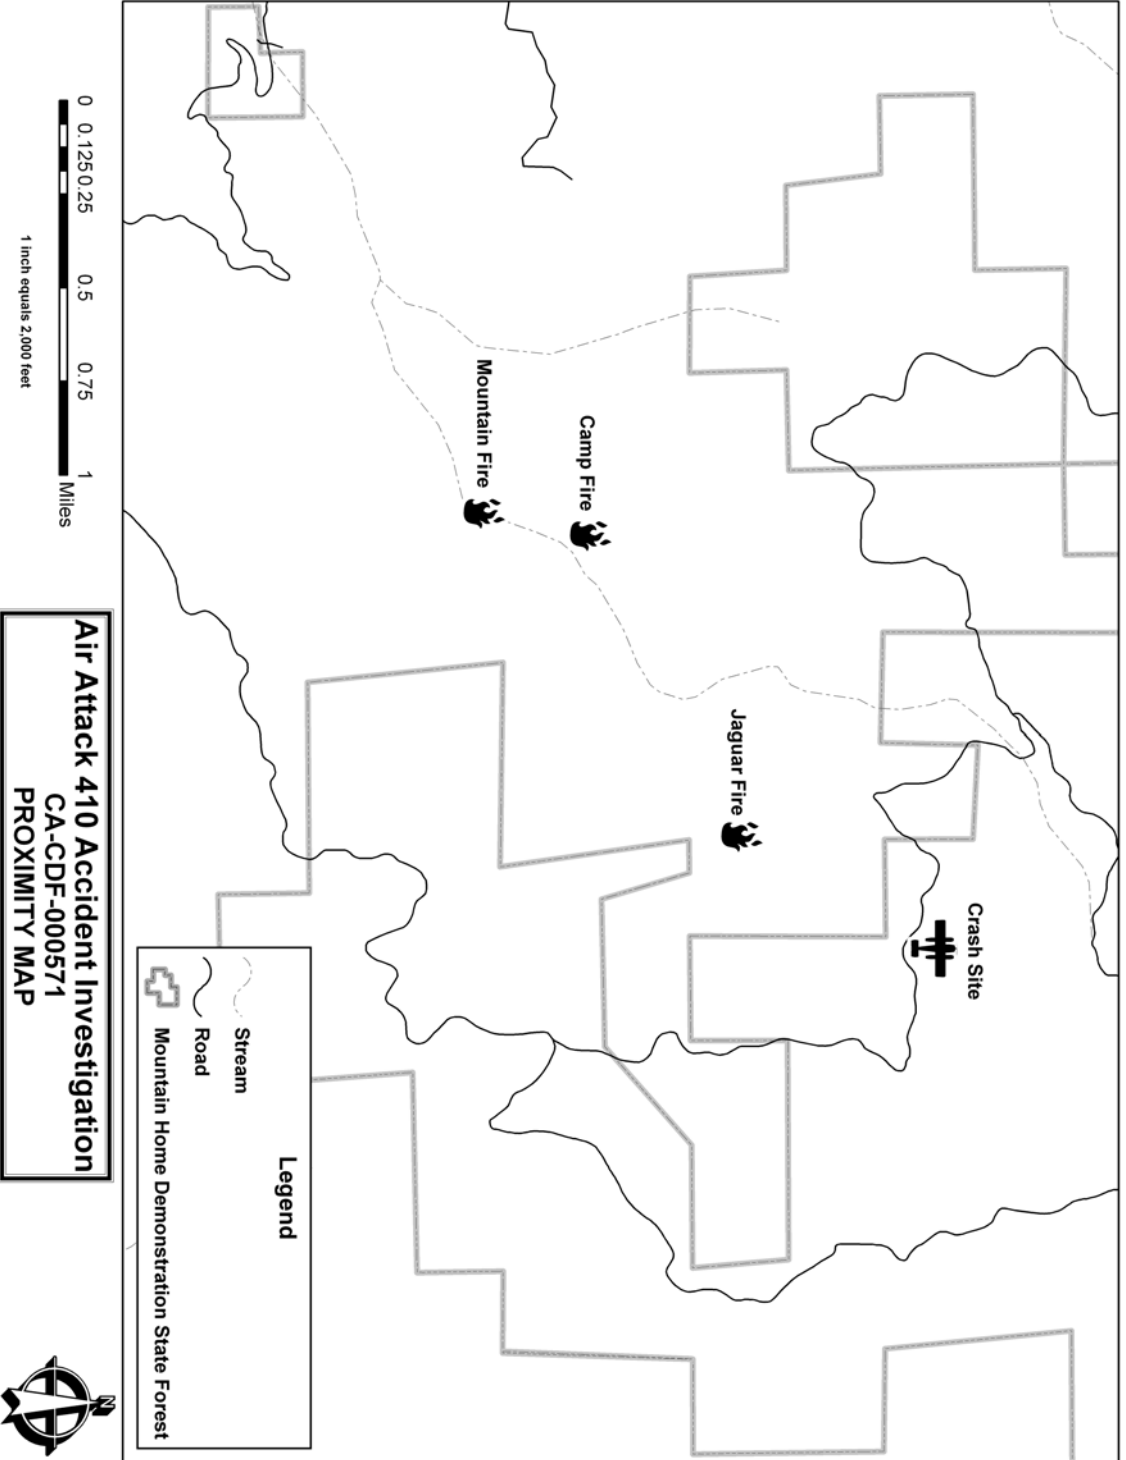 Crash Site
Jaguar Fire
Camp Fire
Mountain Fire
Legend
Stream
Road
Mountain Home Demonstration State Forest
0 0.125 0.25 0.5 0.75 1
Miles
1 inch equals 2,000 feet
Air Attack 410 Accident Investigation
CA-CDF-000571
PROXIMITY MAP
N